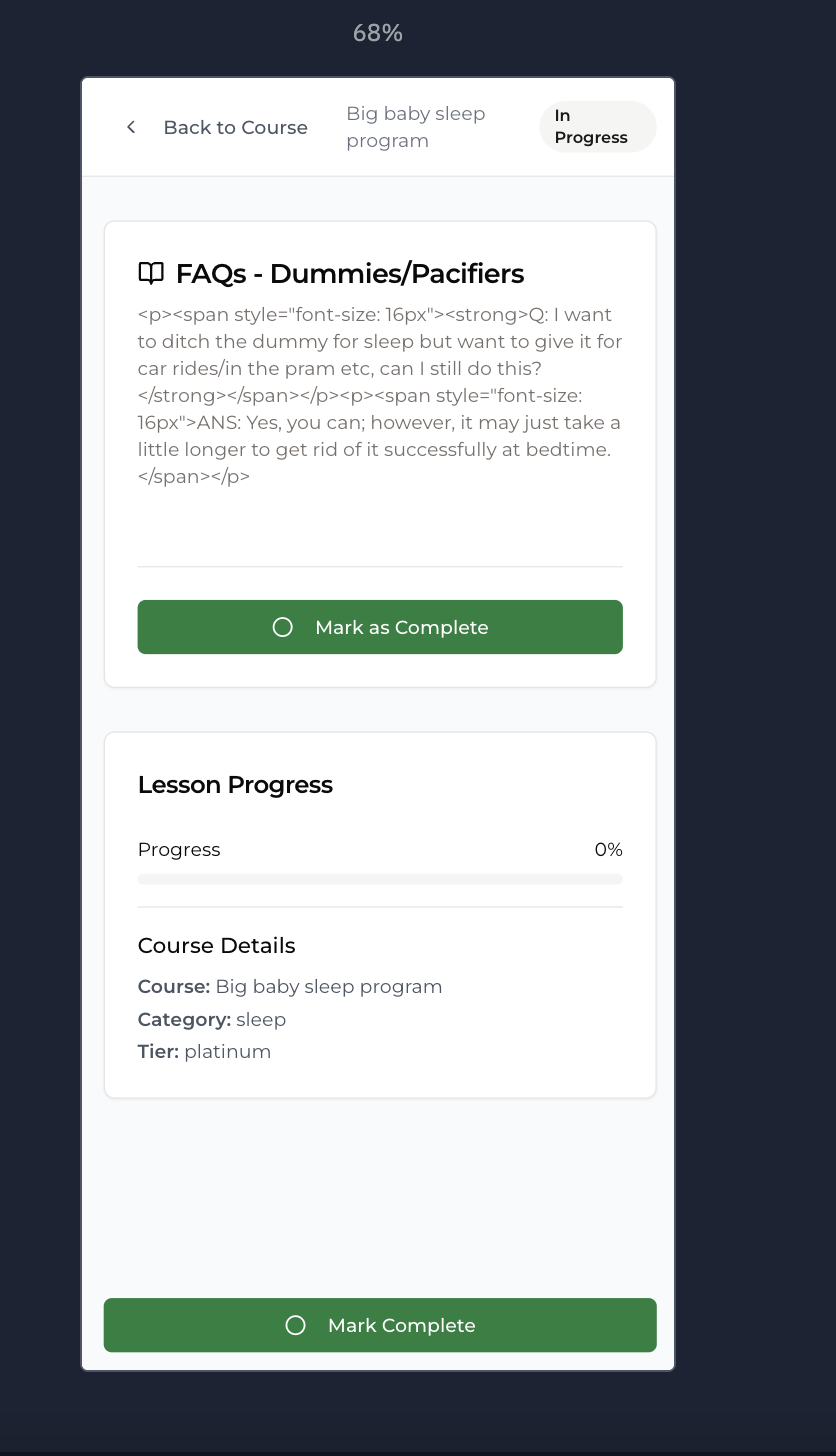 68%
Back to Course
Big baby sleep
program
In
Progress
FAQs - Dummies/Pacifiers
<p><span style="font-size: 16px"><strong>Q: I want
to ditch the dummy for sleep but want to give it for
car rides/in the pram etc, can I still do this?
</strong></span></p><p><span style="font-size:
16px">ANS: Yes, you can; however, it may just take a
little longer to get rid of it successfully at bedtime.
</span></p>
Mark as Complete
Lesson Progress
Progress 0%
Course Details
Course: Big baby sleep program
Category: sleep
Tier: platinum
Mark Complete